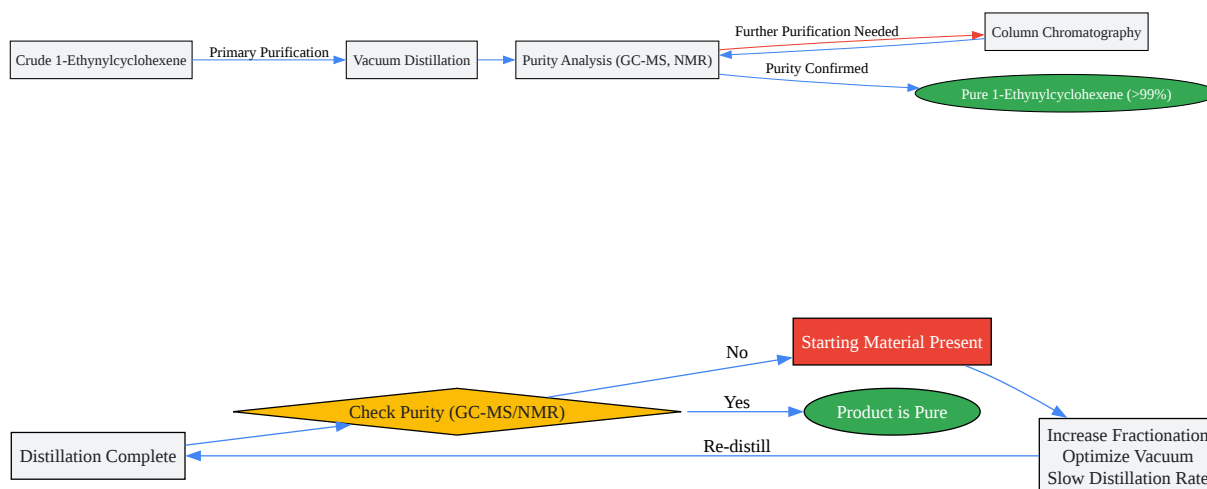 Crude 1-Ethynylcyclohexene
Primary Purification
Vacuum Distillation
Purity Analysis (GC-MS, NMR)
Further Purification Needed
Column Chromatography
Purity Confirmed
Pure 1-Ethynylcyclohexene (>99%)
Distillation Complete
Check Purity (GC-MS/NMR)
No
Starting Material Present
Yes
Product is Pure
Increase Fractionation
Optimize Vacuum
Slow Distillation Rate
Re-distill